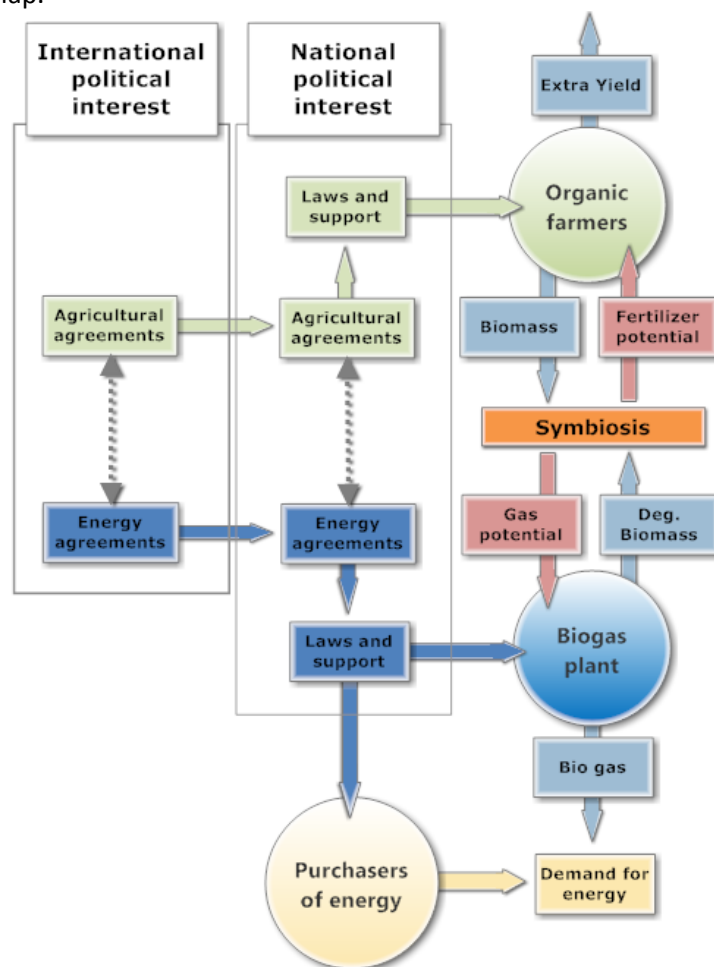 International
political
interest
National
political
interest
Extra Yield
Organic
farmers
Laws and
support
Agricultural
agreements
Agricultural
agreements
Biomass
Fertilizer
potential
Symbiosis
Energy
agreements
Energy
agreements
Gas
potential
Deg.
Biomass
Laws and
support
Biogas
plant
Bio gas
Purchasers
of energy
Demand for
energy